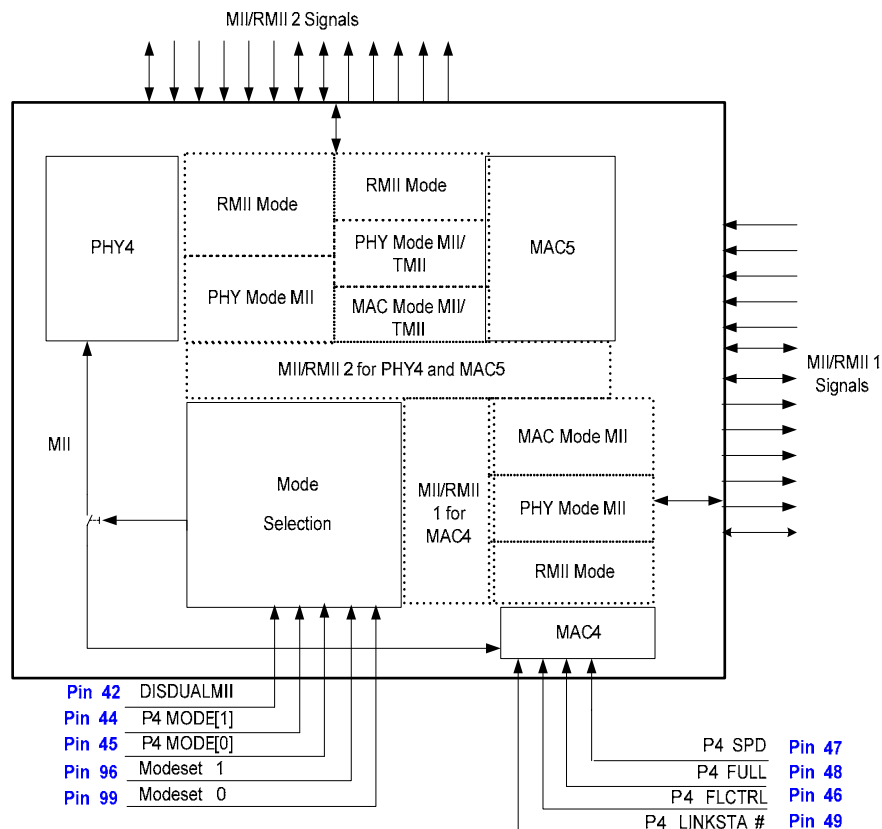 MII/RMII 2 Signals
PHY4
RMII Mode
PHY Mode MII
RMII Mode
PHY Mode MII/
TMII
MAC Mode MII/
TMII
MAC5
MII/RMII 2 for PHY4 and MAC5
MII/RMII 1
Signals
MII
Mode
Selection
MII/RMII
1 for
MAC4
MAC Mode MII
PHY Mode MII
RMII Mode
MAC4
Pin 42 DISDUALMII
Pin 44 P4 MODE[1]
Pin 45 P4 MODE[0]
Pin 96 Modeset 1
Pin 99 Modeset 0
P4 SPD Pin 47
P4 FULL Pin 48
P4 FLCTRL Pin 46
P4 LINKSTA # Pin 49